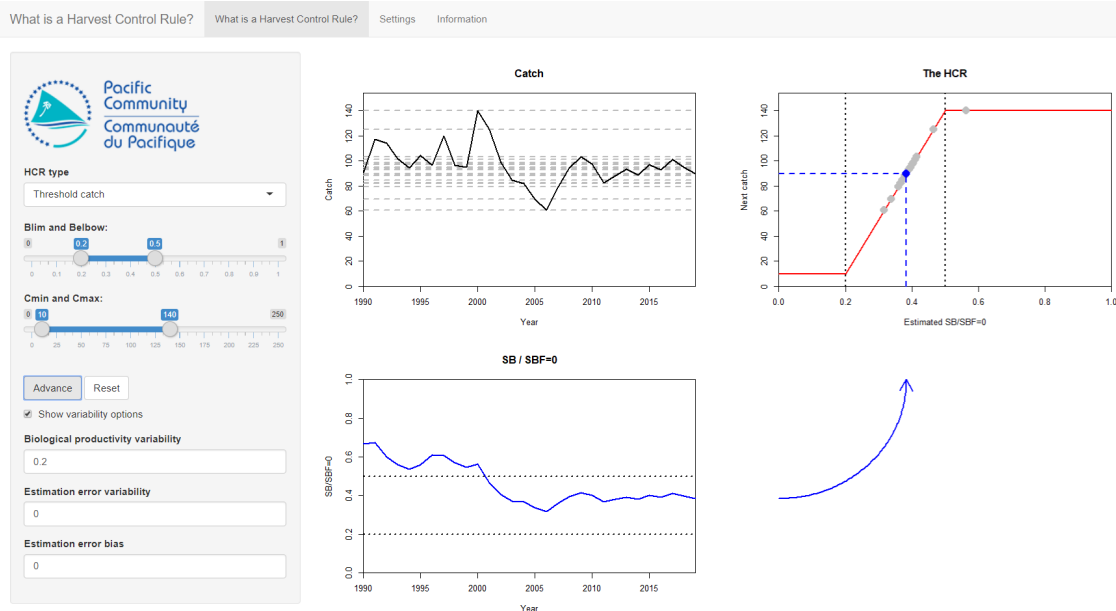 What is a Harvest Control Rule?
What is a Harvest Control Rule?
Settings
Information
Pacific
Community
Communauté
du Pacifique
HCR type
Threshold catch
Blim and Belbow:
0 0.2 0.5 1
0 0.1 0.2 0.3 0.4 0.5 0.6 0.7 0.8 0.9 1
Cmin and Cmax:
0 10 140 250
0 25 50 75 100 125 150 175 200 225 250
Advance
Reset
Show variability options
Biological productivity variability
0.2
Estimation error variability
0
Estimation error bias
0
Catch
Catch
0 20 40 60 80 100 120 140
1990 1995 2000 2005 2010 2015
Year
The HCR
Next catch
0 20 40 60 80 100 120 140
0.0 0.2 0.4 0.6 0.8 1.0
Estimated SB/SBF=0
SB / SBF=0
SB/SBF=0
0.0 0.2 0.4 0.6 0.8 1.0
1990 1995 2000 2005 2010 2015
Year